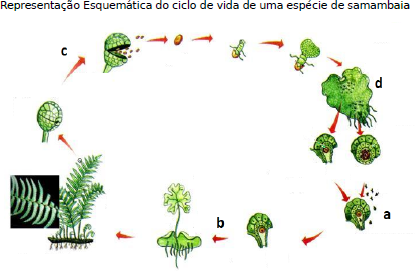 Representação Esquemática do ciclo de vida de uma espécie de samambaia
c
d
a
b